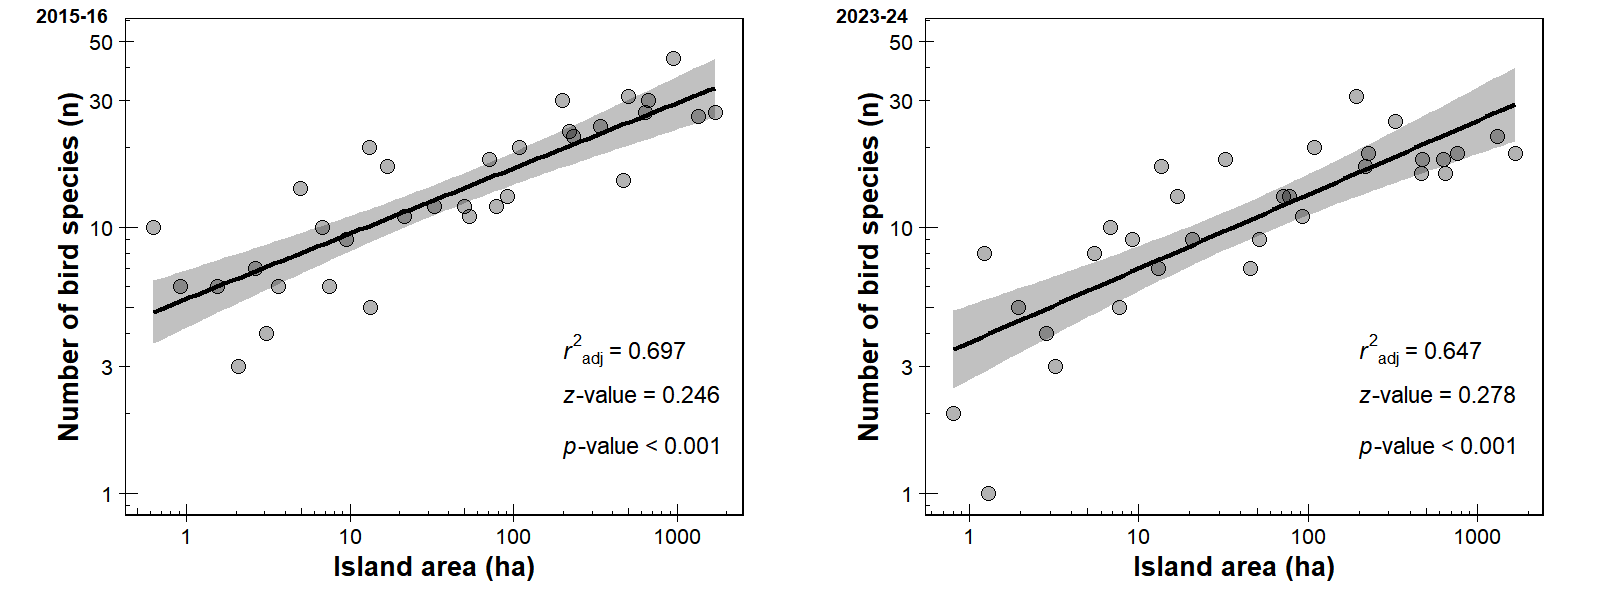 2015-16
50
30
10
3
1
Number of bird species (n)
r2adj = 0.697
z-value = 0.246
p-value < 0.001
1 10 100 1000
Island area (ha)
2023-24
50
30
10
3
1
Number of bird species (n)
r2adj = 0.647
z-value = 0.278
p-value < 0.001
1 10 100 1000
Island area (ha)